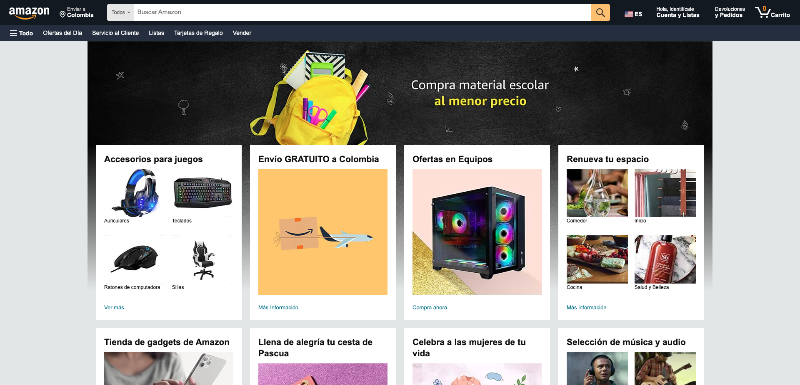 amazon
Enviar a
Colombia
Todos
Buscar Amazon
ES
Hola, Identifícate
Cuenta y Listas
Devoluciones
y Pedidos
0
Carrito
Todo
Ofertas del Día
Servicio al Cliente
Listas
Tarjetas de Regalo
Vender
Compra material escolar
al menor precio
Accesorios para juegos
Auriculares
Teclados
Ratones de computadora
Sillas
Ver más
Envío GRATUITO a Colombia
Más información
Ofertas en Equipos
Compra ahora
Renueva tu espacio
Comedor
Inicio
Cocina
Salud y Belleza
Más información
Tienda de gadgets de Amazon
Llena de alegría tu cesta de
Pascua
Celebra a las mujeres de tu
vida
Selección de música y audio